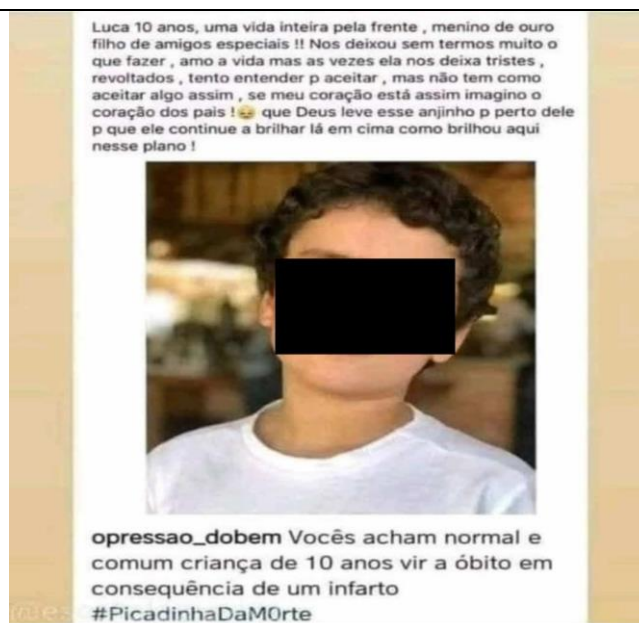 Luca 10 anos, uma vida inteira pela frente , menino de ouro
filho de amigos especiais !! Nos deixou sem termos muito o
que fazer , amo a vida mas as vezes ela nos deixa tristes ,
revoltados , tento entender p aceitar , mas não tem como
aceitar algo assim , se meu coração está assim imagino o
coração dos pais !🥺 que Deus leve esse anjinho p perto dele
p que ele continue a brilhar lá em cima como brilhou aqui
nesse plano !
opressao_dobem Vocês acham normal e
comum criança de 10 anos vir a óbito em
consequência de um infarto
#PicadinhaDaM0rte